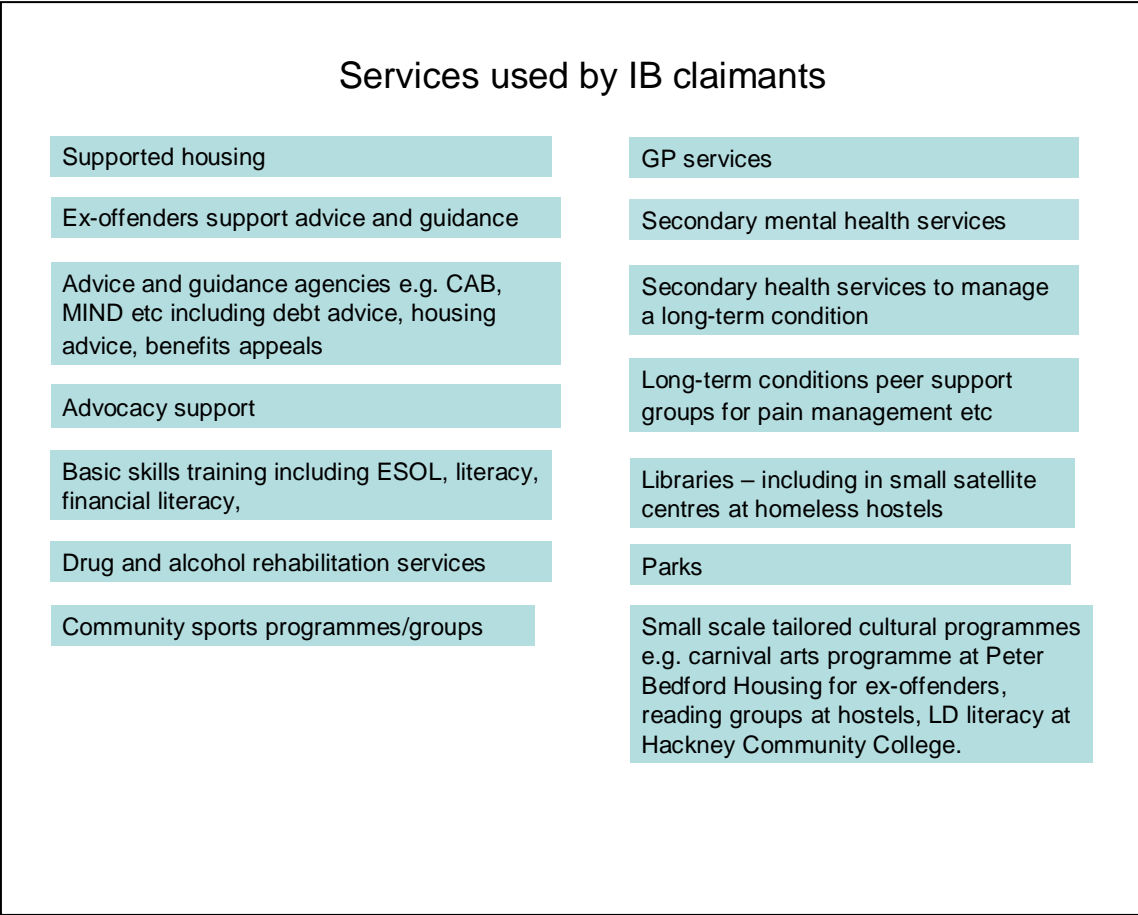 Services used by IB claimants
Supported housing
Ex-offenders support advice and guidance
Advice and guidance agencies e.g. CAB,
MIND etc including debt advice, housing
advice, benefits appeals
Advocacy support
Basic skills training including ESOL, literacy,
financial literacy,
Drug and alcohol rehabilitation services
Community sports programmes/groups
GP services
Secondary mental health services
Secondary health services to manage
a long-term condition
Long-term conditions peer support
groups for pain management etc
Libraries – including in small satellite
centres at homeless hostels
Parks
Small scale tailored cultural programmes
e.g. carnival arts programme at Peter
Bedford Housing for ex-offenders,
reading groups at hostels, LD literacy at
Hackney Community College.